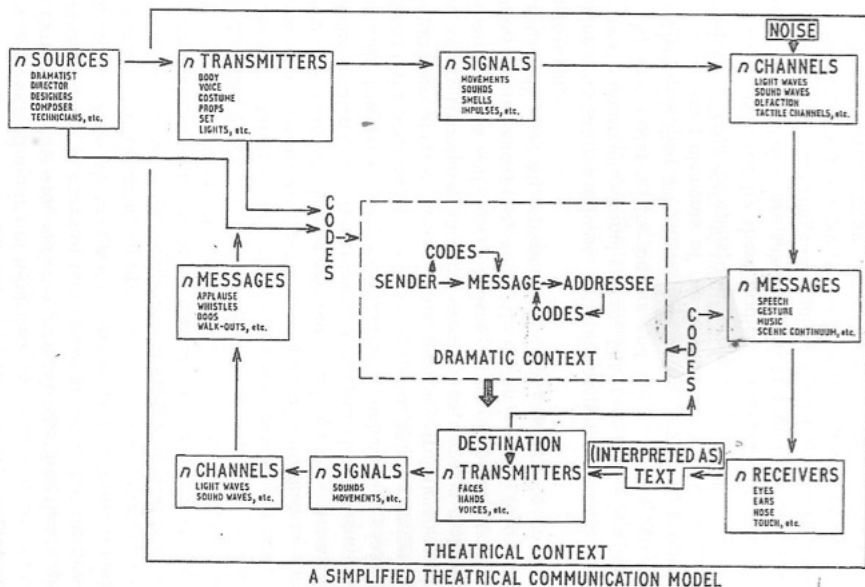 NOISE
n SOURCES
DRAMATIST
DIRECTOR
DESIGNERS
COMPOSER
TECHNICIANS, etc.
n TRANSMITTERS
BODY
VOICE
COSTUME
PROPS
SET
LIGHTS, etc.
n SIGNALS
MOVEMENTS
SOUNDS
SMELLS
IMPULSES, etc.
n CHANNELS
LIGHT WAVES
SOUND WAVES
OLFACTION
TACTILE CHANNELS, etc.
CODES
CODES
SENDER MESSAGE ADDRESSEE
CODES
DRAMATIC CONTEXT
n MESSAGES
APPLAUSE
WHISTLES
BOOS
WALK-OUTS, etc.
n MESSAGES
SPEECH
GESTURE
MUSIC
SCENIC CONTINUUM, etc.
CODES
n CHANNELS
LIGHT WAVES
SOUND WAVES, etc.
n SIGNALS
SOUNDS
MOVEMENTS, etc.
DESTINATION
n TRANSMITTERS
FACES
HANDS
VOICES, etc.
(INTERPRETED AS)
TEXT
n RECEIVERS
EYES
EARS
NOSE
TOUCH, etc.
THEATRICAL CONTEXT
A SIMPLIFIED THEATRICAL COMMUNICATION MODEL